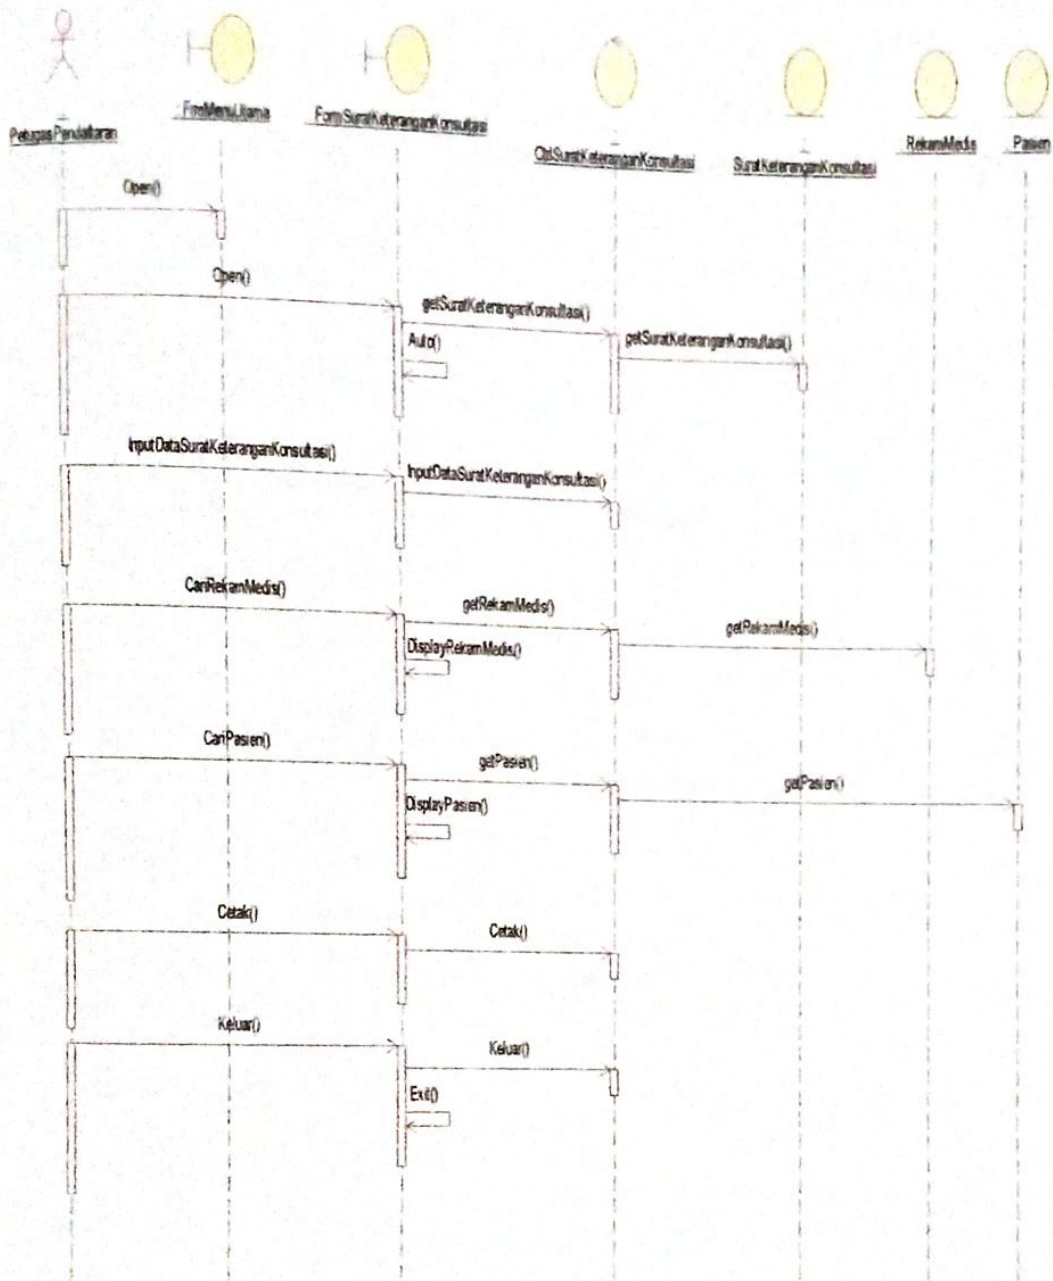 Petugas Pendaftaran
FrmMenuUtama
FormSuratKeteranganKonsultasi
CtrlSuratKeteranganKonsultasi
SuratKeteranganKonsultasi
RekamMedis
Pasien
Open()
Open()
getSuratKeteranganKonsultasi()
getSuratKeteranganKonsultasi()
Auto()
InputDataSuratKeteranganKonsultasi()
InputDataSuratKeteranganKonsultasi()
CariRekamMedis()
getRekamMedis()
getRekamMedis()
DisplayRekamMedis()
CariPasien()
getPasien()
getPasien()
DisplayPasien()
Cetak()
Cetak()
Keluar()
Keluar()
Exit()